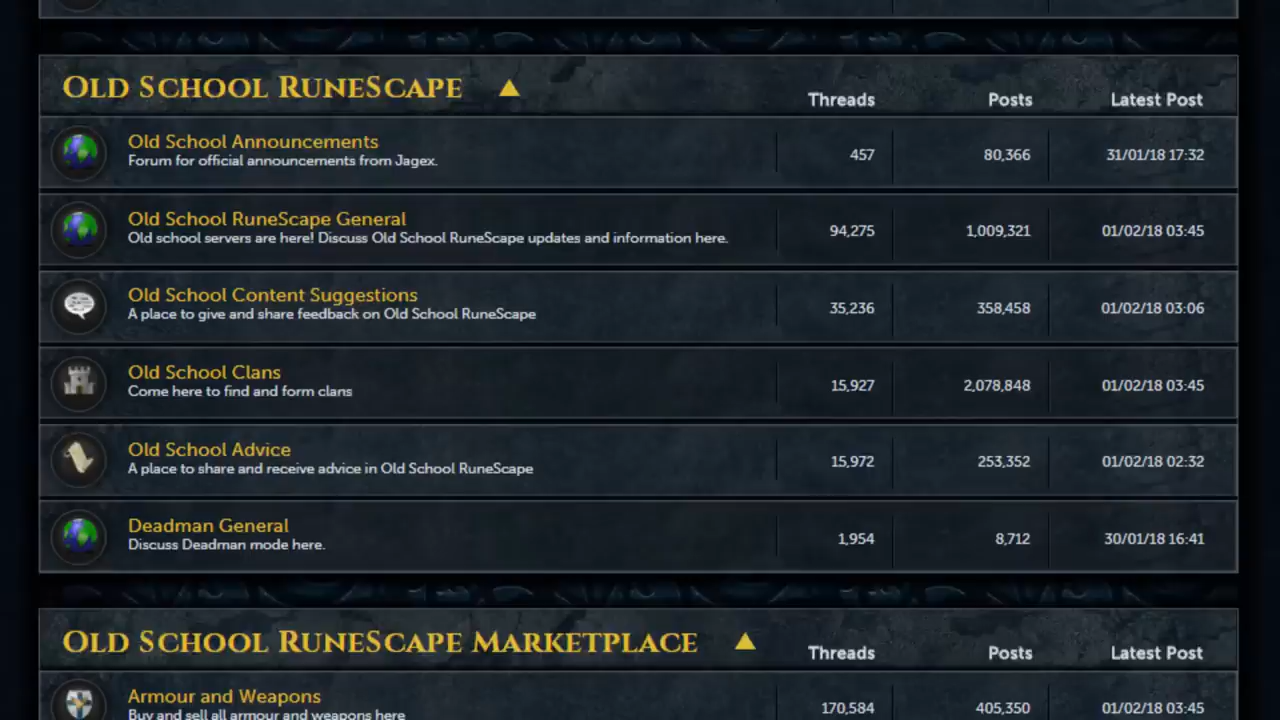 OLD SCHOOL RUNESCAPE
Threads Posts Latest Post
Old School Announcements
Forum for official announcements from Jagex.
457 80,366 31/01/18 17:32
Old School RuneScape General
Old school servers are here! Discuss Old School RuneScape updates and information here.
94,275 1,009,321 01/02/18 03:45
Old School Content Suggestions
A place to give and share feedback on Old School RuneScape
35,236 358,458 01/02/18 03:06
Old School Clans
Come here to find and form clans
15,927 2,078,848 01/02/18 03:45
Old School Advice
A place to share and receive advice in Old School RuneScape
15,972 253,352 01/02/18 02:32
Deadman General
Discuss Deadman mode here.
1,954 8,712 30/01/18 16:41
OLD SCHOOL RUNESCAPE MARKETPLACE
Threads Posts Latest Post
Armour and Weapons
Buy and sell all armour and weapons here
170,584 405,350 01/02/18 03:45